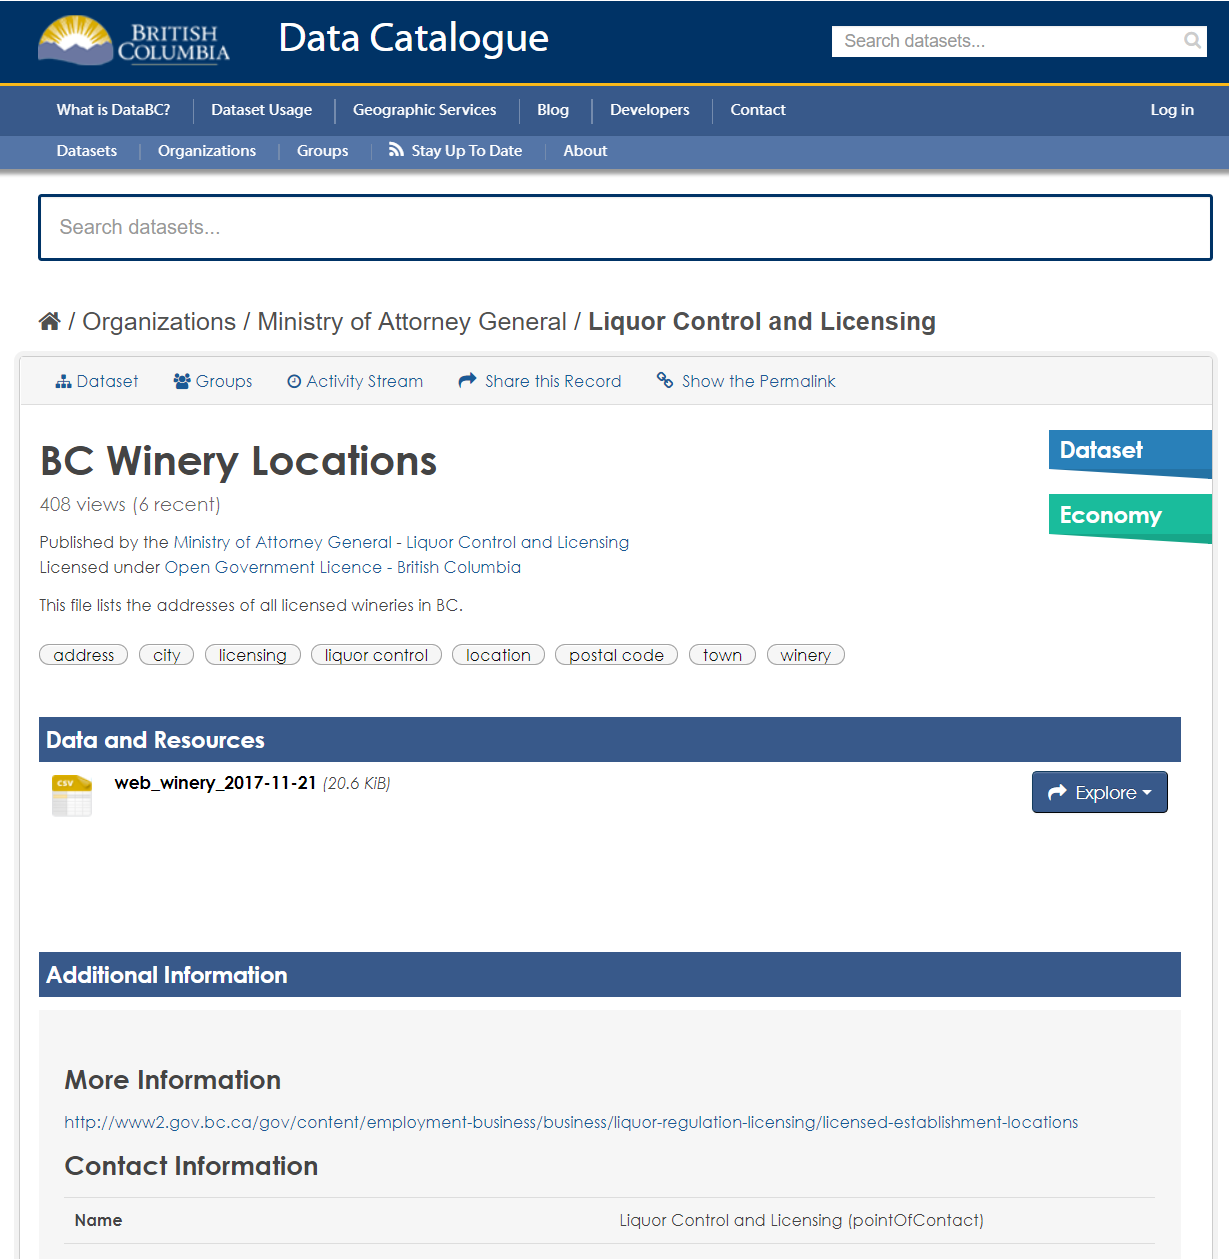 BRITISH
COLUMBIA
Data Catalogue
Search datasets...
What is DataBC? Dataset Usage Geographic Services Blog Developers Contact Log in
Datasets Organizations Groups Stay Up To Date About
Search datasets...
/ Organizations / Ministry of Attorney General / Liquor Control and Licensing
Dataset Groups Activity Stream Share this Record Show the Permalink
BC Winery Locations
Dataset
408 views (6 recent)
Economy
Published by the Ministry of Attorney General - Liquor Control and Licensing
Licensed under Open Government Licence - British Columbia
This file lists the addresses of all licensed wineries in BC.
address city licensing liquor control location postal code town winery
Data and Resources
CSV
web_winery_2017-11-21 (20.6 KiB)
Explore
Additional Information
More Information
http://www2.gov.bc.ca/gov/content/employment-business/business/liquor-regulation-licensing/licensed-establishment-locations
Contact Information
Name Liquor Control and Licensing (pointOfContact)